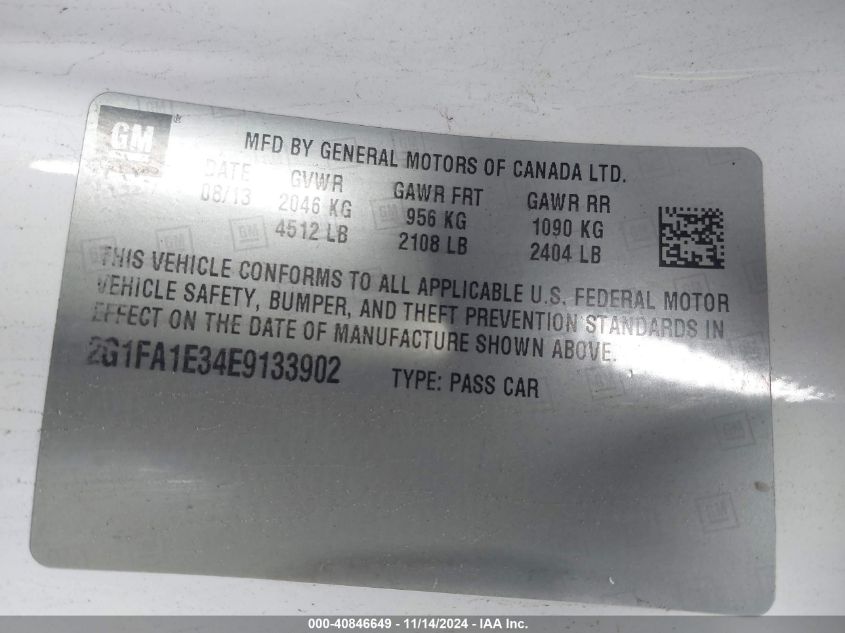 GM
MFD BY GENERAL MOTORS OF CANADA LTD.
DATE GVWR GAWR FRT GAWR RR
08/13 2046 KG 956 KG 1090 KG
4512 LB 2108 LB 2404 LB
THIS VEHICLE CONFORMS TO ALL APPLICABLE U.S. FEDERAL MOTOR
VEHICLE SAFETY, BUMPER, AND THEFT PREVENTION STANDARDS IN
EFFECT ON THE DATE OF MANUFACTURE SHOWN ABOVE.
2G1FA1E34E9133902 TYPE: PASS CAR
000-40846649 - 11/14/2024 - IAA Inc.